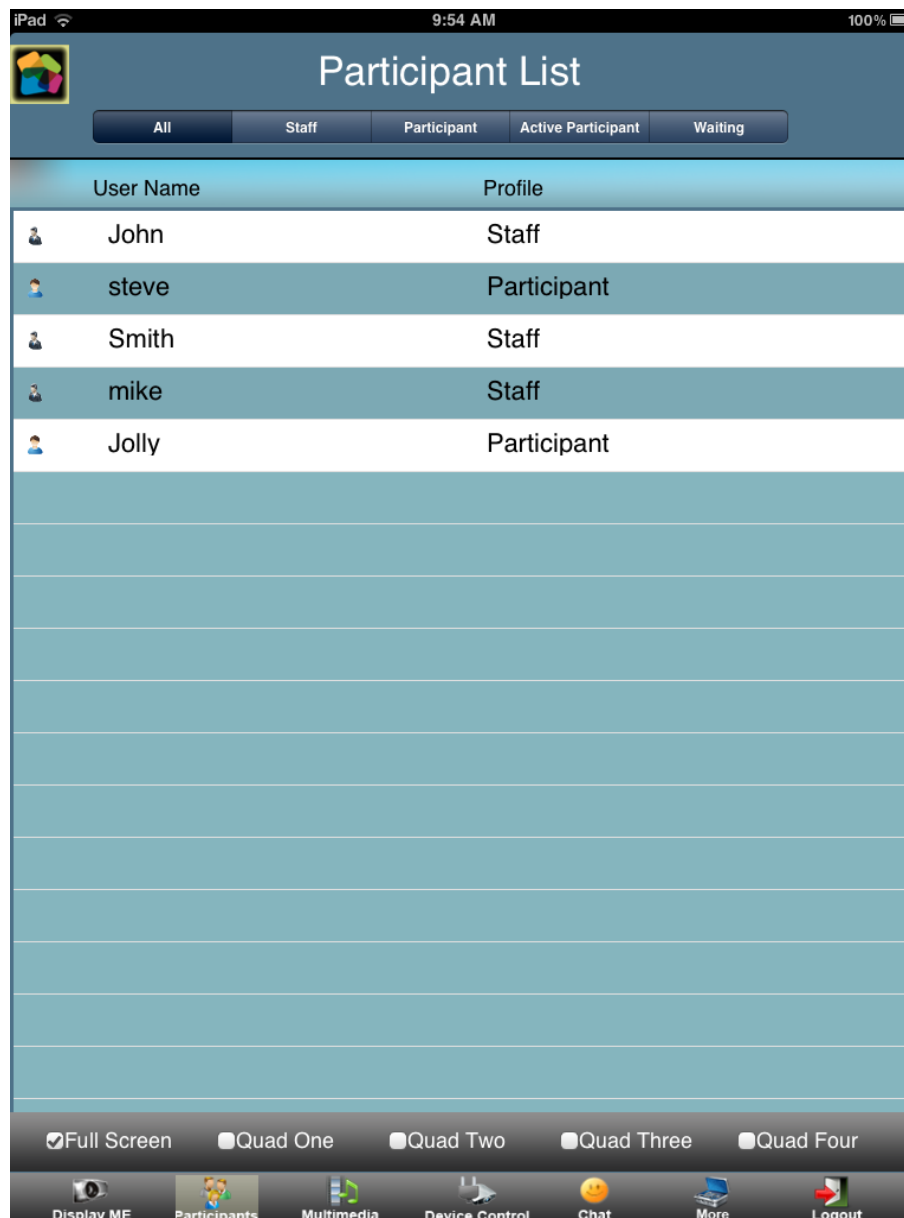 iPad 9:54 AM 100%
Participant List
All Staff Participant Active Participant Waiting
User Name Profile
John Staff
steve Participant
Smith Staff
mike Staff
Jolly Participant
Full Screen Quad One Quad Two Quad Three Quad Four
Display ME Participants Multimedia Device Control Chat More Logout